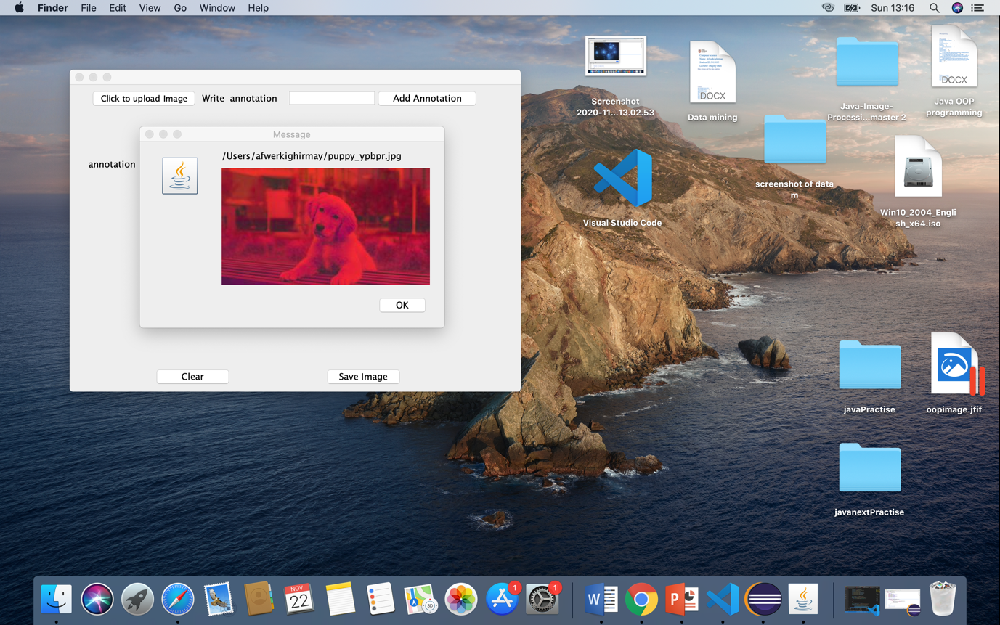 Finder File Edit View Go Window Help
Sun 13:16
Click to upload Image Write annotation Add Annotation
Message
/Users/afwerkighirmay/puppy_ypbpr.jpg
annotation
OK
Clear Save Image
Screenshot
2020-11...13.02.53
DOCX
Data mining
Java-Image-
Processi...master 2
DOCX
Java OOP
programming
screenshot of data
m
Win10_2004_Engli
sh_x64.iso
Visual Studio Code
javaPractise
oopimage.jfif
javanextPractise
NOV
22
3D
1
1
W
P